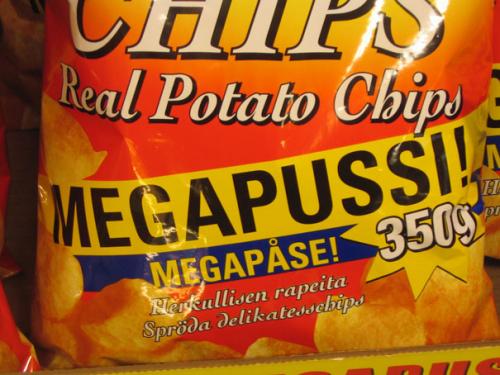 CHIPS
Real Potato Chips
MEGAPUSSI!
350g
MEGAPÅSE!
Herkullisen rapeita
Spröda delikatesschips